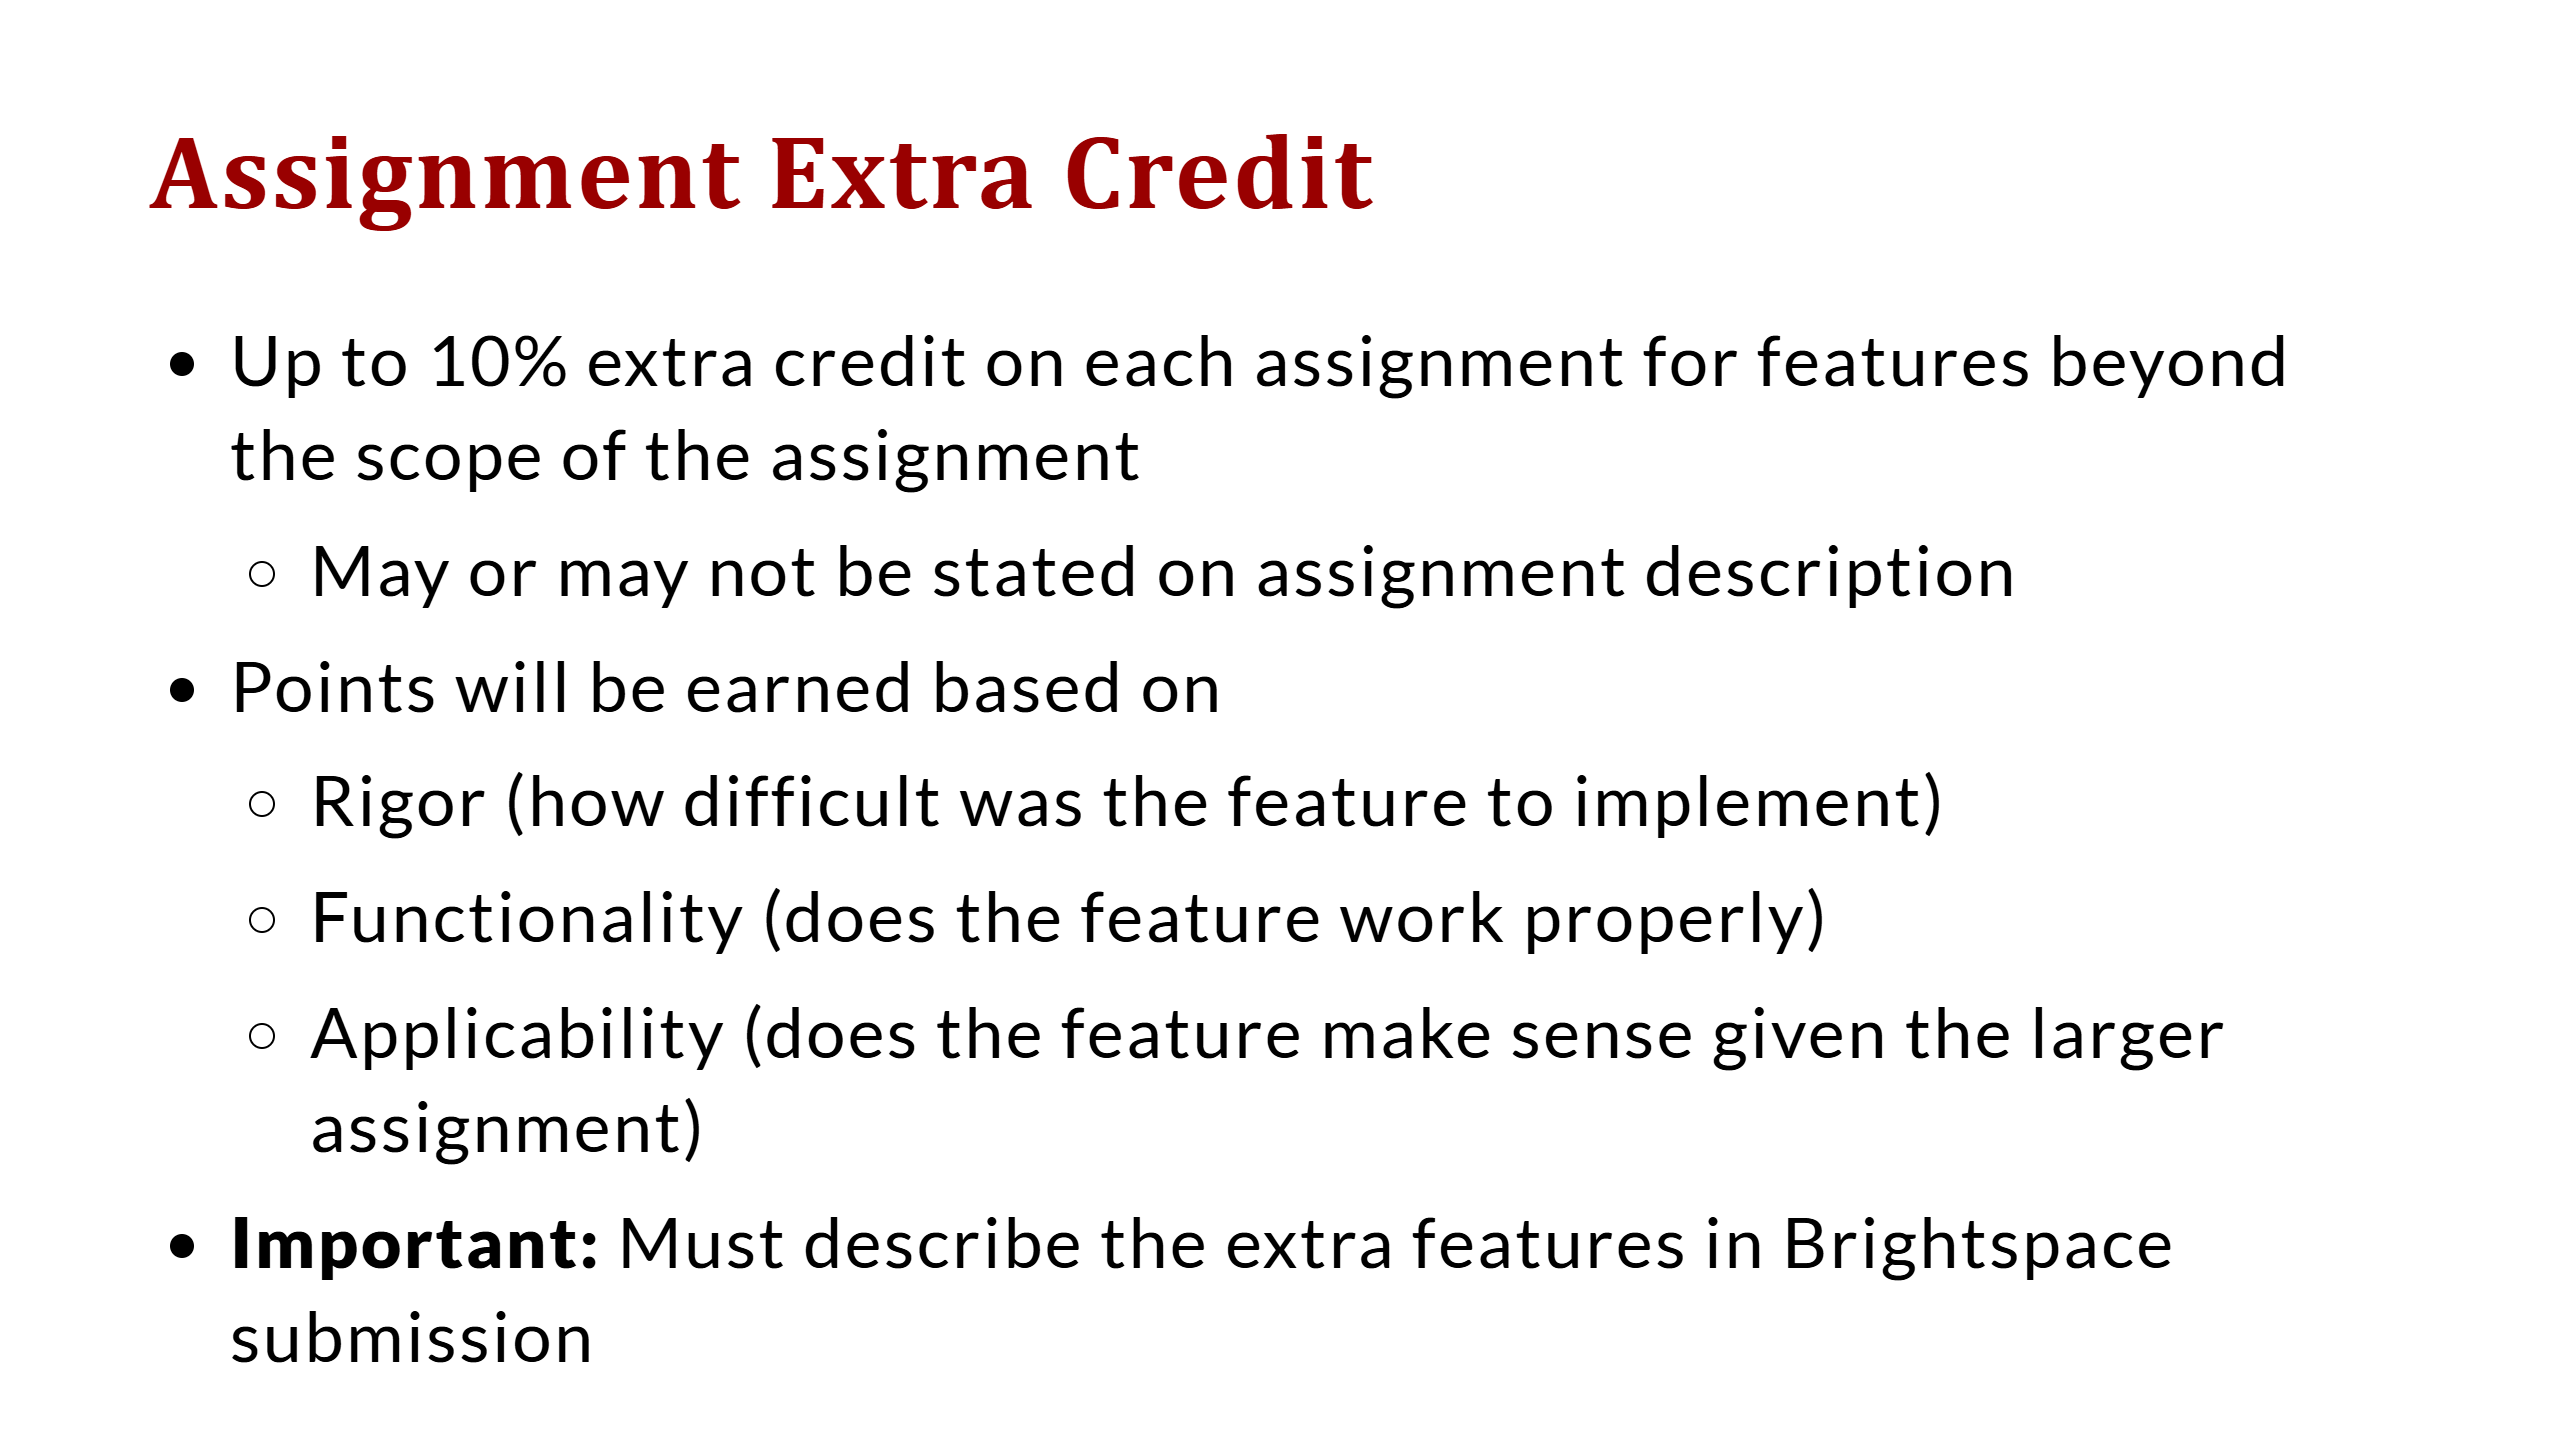 Assignment Extra Credit
• Up to 10% extra credit on each assignment for features beyond
the scope of the assignment
○ May or may not be stated on assignment description
• Points will be earned based on
○ Rigor (how difficult was the feature to implement)
○ Functionality (does the feature work properly)
○ Applicability (does the feature make sense given the larger
assignment)
• Important: Must describe the extra features in Brightspace
submission